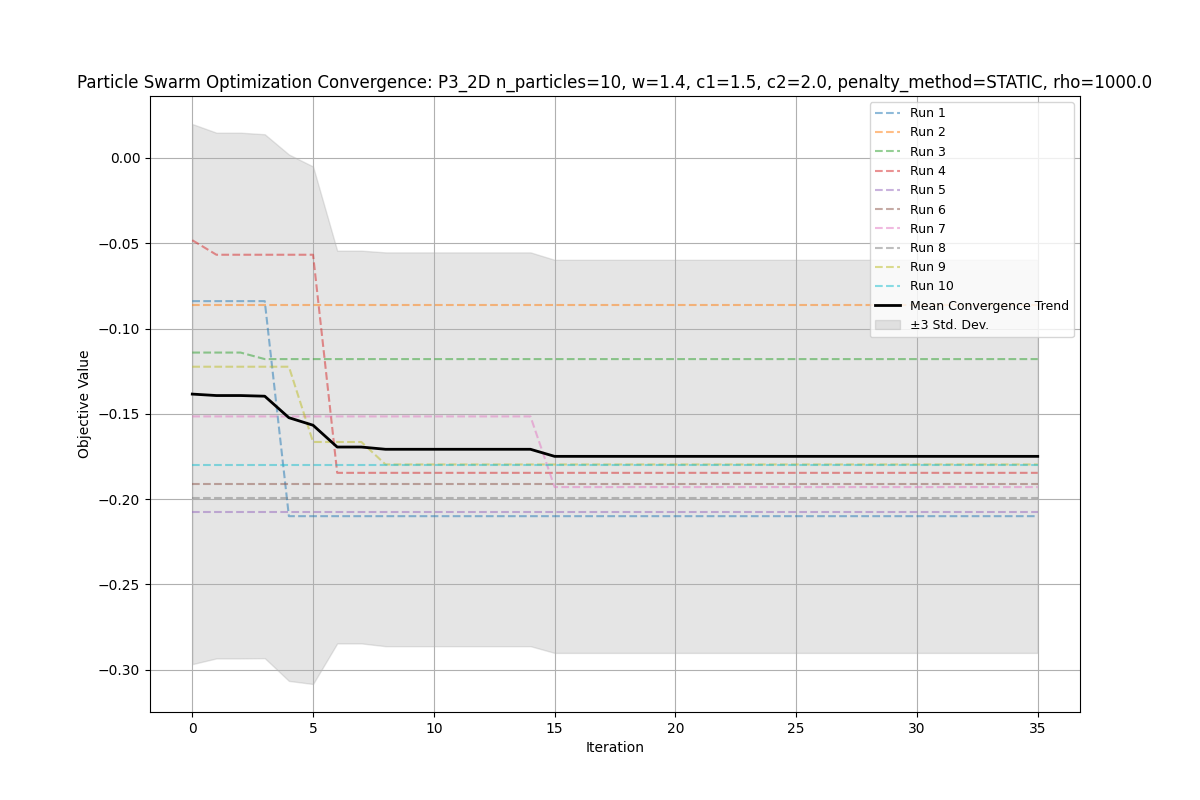 Particle Swarm Optimization Convergence: P3_2D n_particles=10, w=1.4, c1=1.5, c2=2.0, penalty_method=STATIC, rho=1000.0
Run 1
Run 2
Run 3
Run 4
Run 5
Run 6
Run 7
Run 8
Run 9
Run 10
Mean Convergence Trend
±3 Std. Dev.
Objective Value
0.00
−0.05
−0.10
−0.15
−0.20
−0.25
−0.30
0 5 10 15 20 25 30 35
Iteration